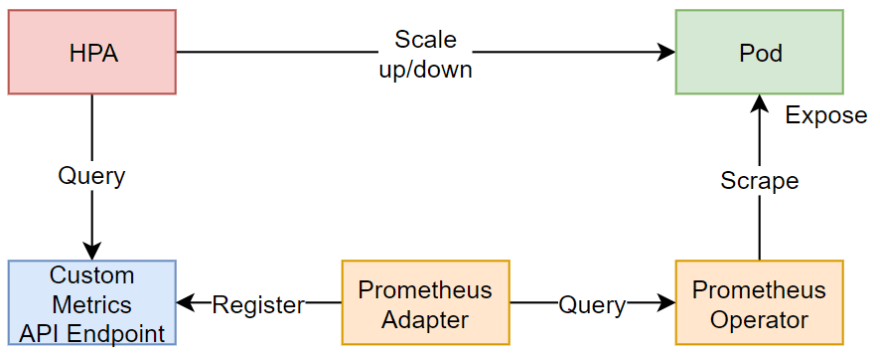 HPA
Scale
up/down
Pod
Expose
Query
Scrape
Custom
Metrics
API Endpoint
Register
Prometheus
Adapter
Query
Prometheus
Operator